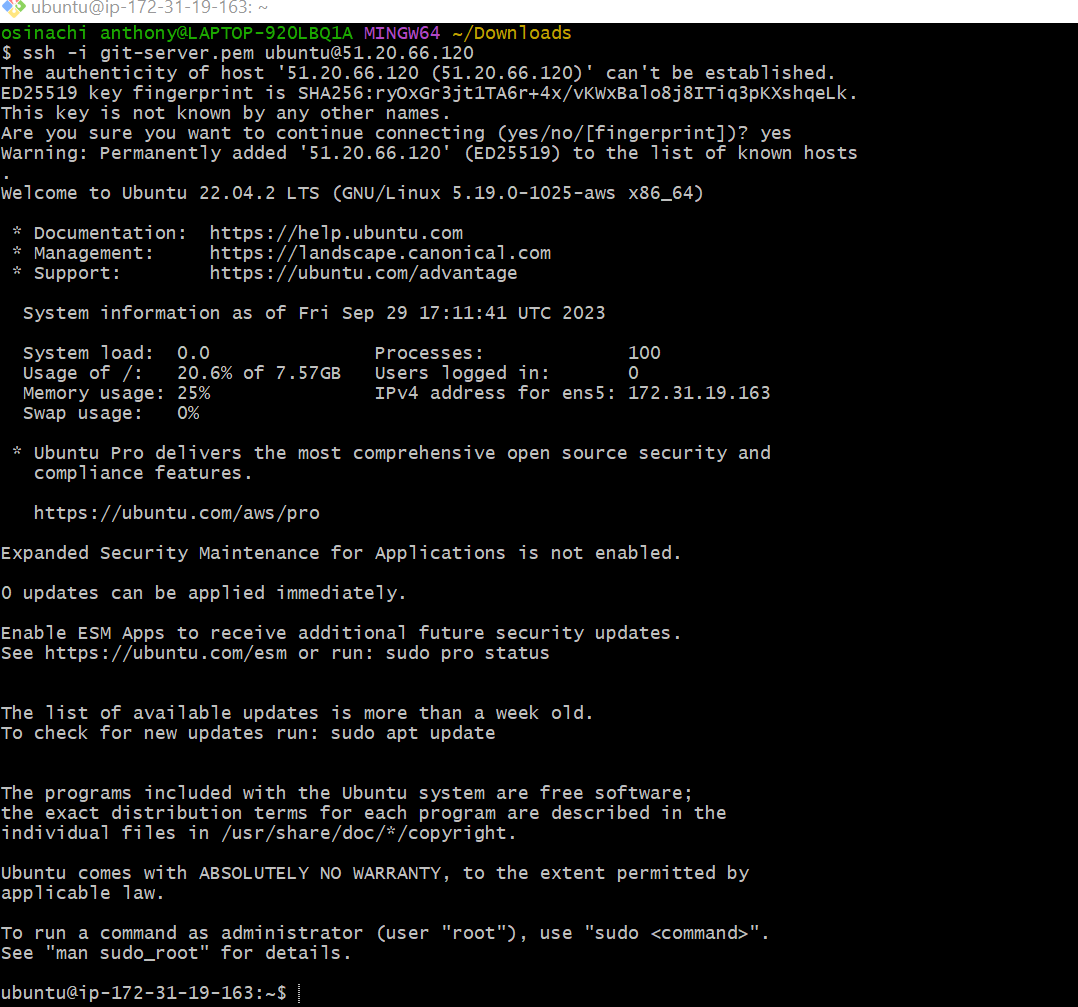 ubuntu@ip-172-31-19-163: ~
osinachi anthony@LAPTOP-920LBQ1A MINGW64 ~/Downloads
$ ssh -i git-server.pem ubuntu@51.20.66.120
The authenticity of host '51.20.66.120 (51.20.66.120)' can't be established.
ED25519 key fingerprint is SHA256:ryOxGr3jt1TA6r+4x/vKWxBalo8j8ITiq3pKXshqeLk.
This key is not known by any other names.
Are you sure you want to continue connecting (yes/no/[fingerprint])? yes
Warning: Permanently added '51.20.66.120' (ED25519) to the list of known hosts
.
Welcome to Ubuntu 22.04.2 LTS (GNU/Linux 5.19.0-1025-aws x86_64)
* Documentation:  https://help.ubuntu.com
* Management:     https://landscape.canonical.com
* Support:        https://ubuntu.com/advantage
System information as of Fri Sep 29 17:11:41 UTC 2023
System load:  0.0               Processes:             100
Usage of /:   20.6% of 7.57GB   Users logged in:       0
Memory usage: 25%               IPv4 address for ens5: 172.31.19.163
Swap usage:   0%
* Ubuntu Pro delivers the most comprehensive open source security and
compliance features.
https://ubuntu.com/aws/pro
Expanded Security Maintenance for Applications is not enabled.
0 updates can be applied immediately.
Enable ESM Apps to receive additional future security updates.
See https://ubuntu.com/esm or run: sudo pro status
The list of available updates is more than a week old.
To check for new updates run: sudo apt update
The programs included with the Ubuntu system are free software;
the exact distribution terms for each program are described in the
individual files in /usr/share/doc/*/copyright.
Ubuntu comes with ABSOLUTELY NO WARRANTY, to the extent permitted by
applicable law.
To run a command as administrator (user "root"), use "sudo <command>".
See "man sudo_root" for details.
ubuntu@ip-172-31-19-163:~$